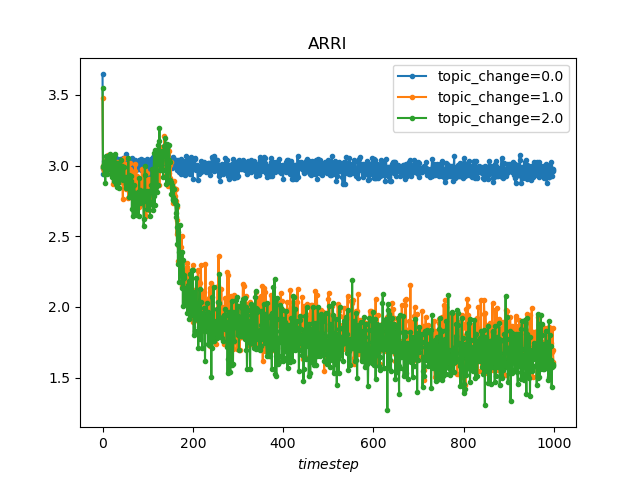 ARRI
topic_change=0.0
topic_change=1.0
topic_change=2.0
3.5
3.0
2.5
2.0
1.5
0 200 400 600 800 1000
timestep